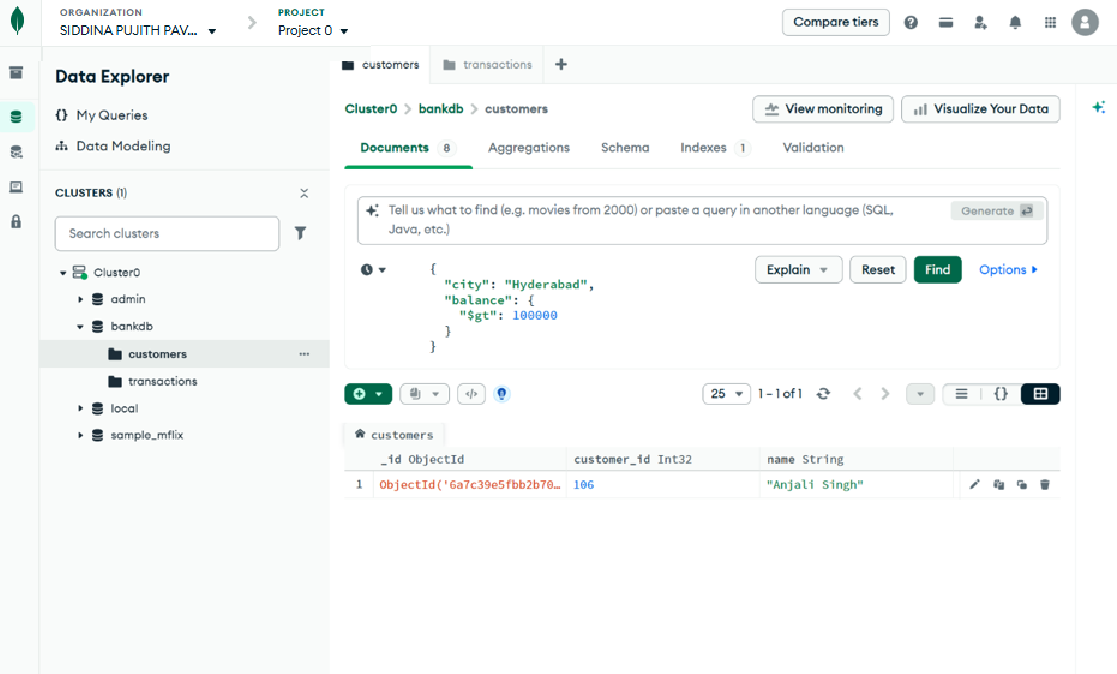 ORGANIZATION
SIDDINA PUJITH PAV...
PROJECT
Project 0
Compare tiers
Data Explorer
My Queries
Data Modeling
CLUSTERS (1)
Search clusters
Cluster0
admin
bankdb
customers
transactions
local
sample_mflix
customers
transactions
Cluster0 > bankdb > customers
View monitoring
Visualize Your Data
Documents 8
Aggregations
Schema
Indexes 1
Validation
Tell us what to find (e.g. movies from 2000) or paste a query in another language (SQL,
Java, etc.)
Generate
{
"city": "Hyderabad",
"balance": {
"$gt": 100000
}
}
Explain
Reset
Find
Options
25
1 – 1 of 1
customers
_id ObjectId
customer_id Int32
name String
1
ObjectId('6a7c39e5fbb2b70…
106
"Anjali Singh"